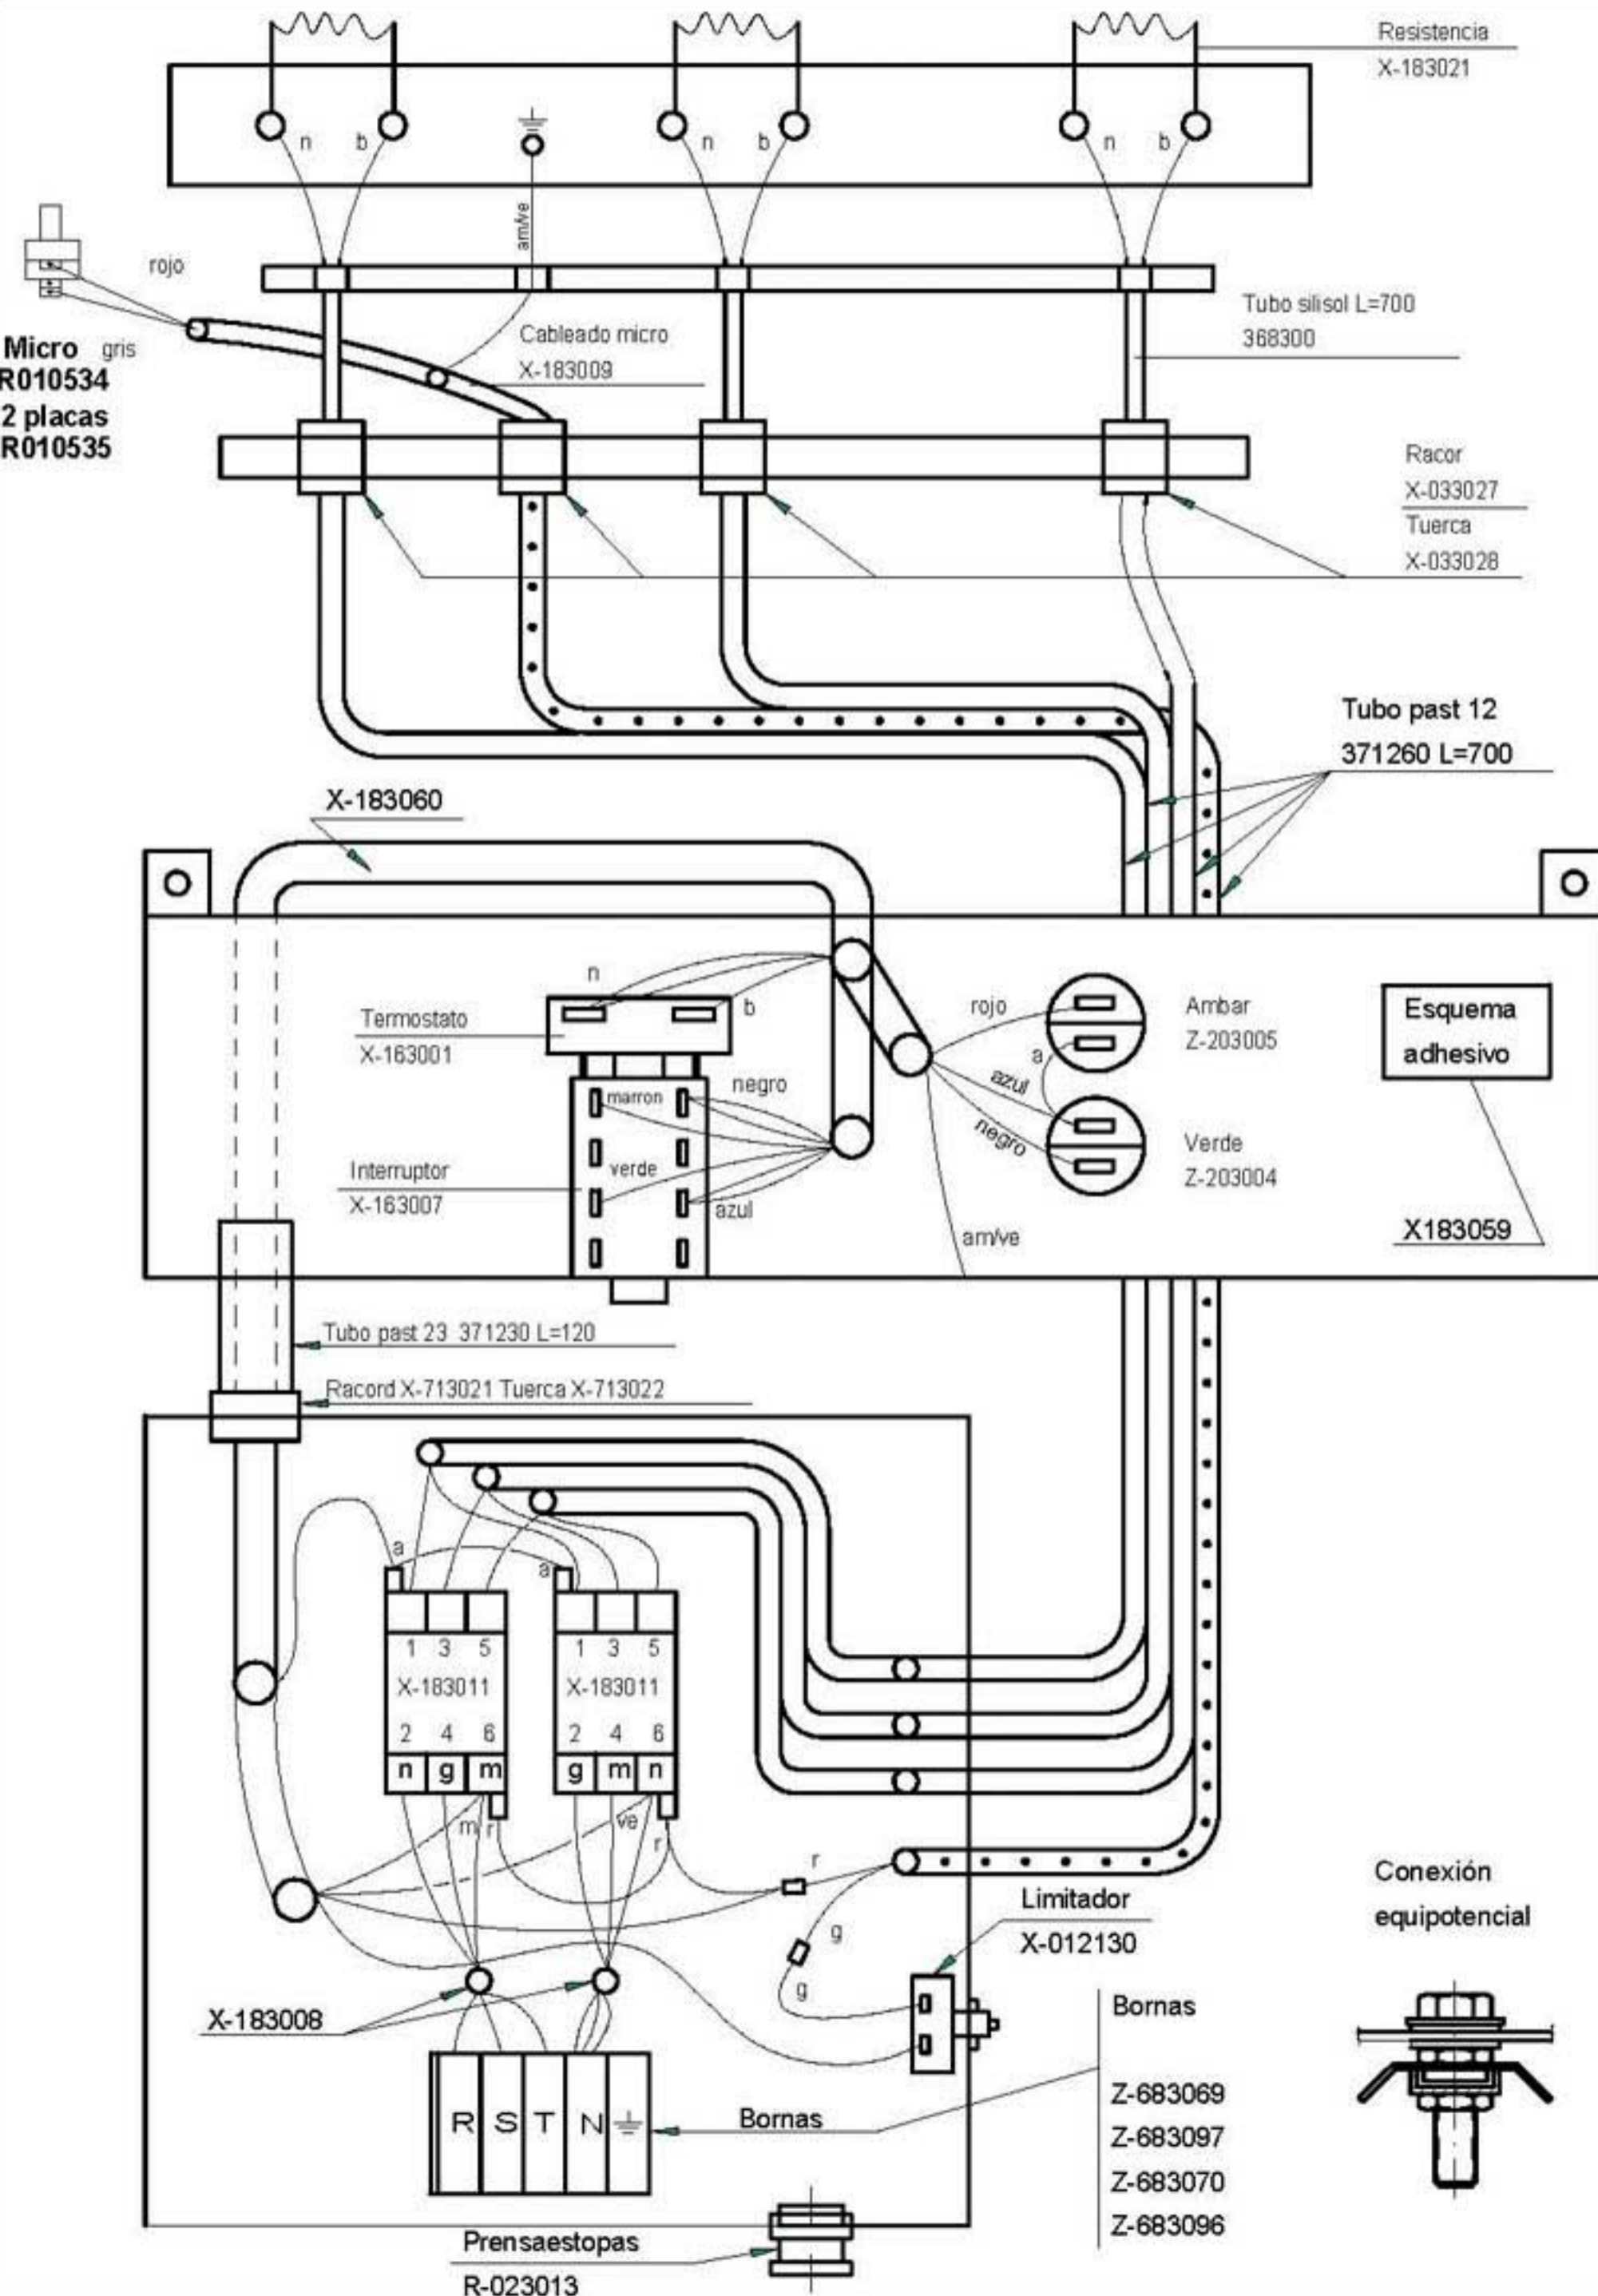 Resistencia
X-183021
n b
n b
n b
am/ve
rojo
Micro gris
R010534
2 placas
R010535
Cableado micro
X-183009
Tubo silisol L=700
368300
Racor
X-033027
Tuerca
X-033028
Tubo past 12
371260 L=700
X-183060
n
b
Termostato
X-163001
negro
marron
verde
Interruptor
X-163007
azul
rojo
a
azul
negro
am/ve
Ambar
Z-203005
Verde
Z-203004
Esquema
adhesivo
X183059
Tubo past 23 371230 L=120
Racord X-713021 Tuerca X-713022
a
a
1 3 5
X-183011
2 4 6
n g m
1 3 5
X-183011
2 4 6
g m n
m r
ve
r
r
g
g
Limitador
X-012130
Conexión
equipotencial
X-183008
R S T N
Bornas
Bornas
Z-683069
Z-683097
Z-683070
Z-683096
Prensaestopas
R-023013